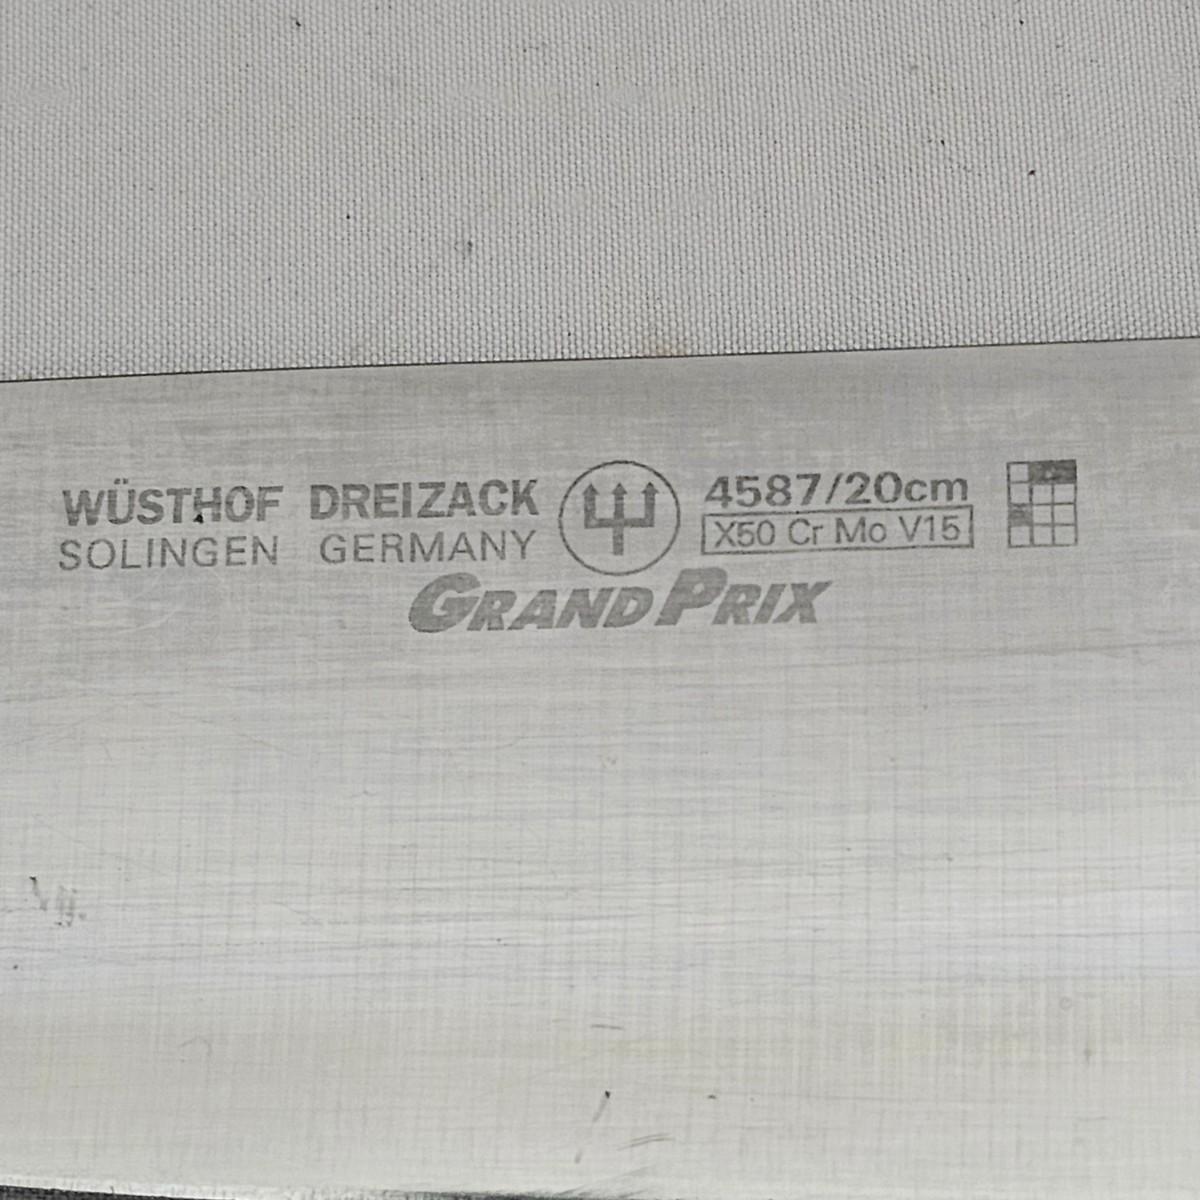 WÜSTHOF DREIZACK
SOLINGEN GERMANY
4587/20cm
X50 Cr Mo V15
GRAND PRIX